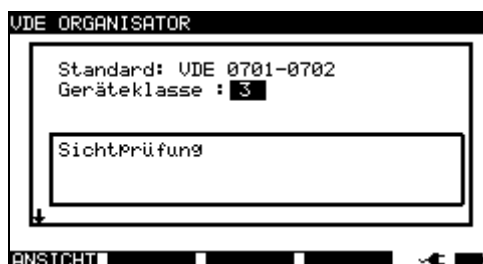 VDE ORGANISATOR
Standard: VDE 0701-0702
Geräteklasse : 3
Sichtprüfung
ANSICHT